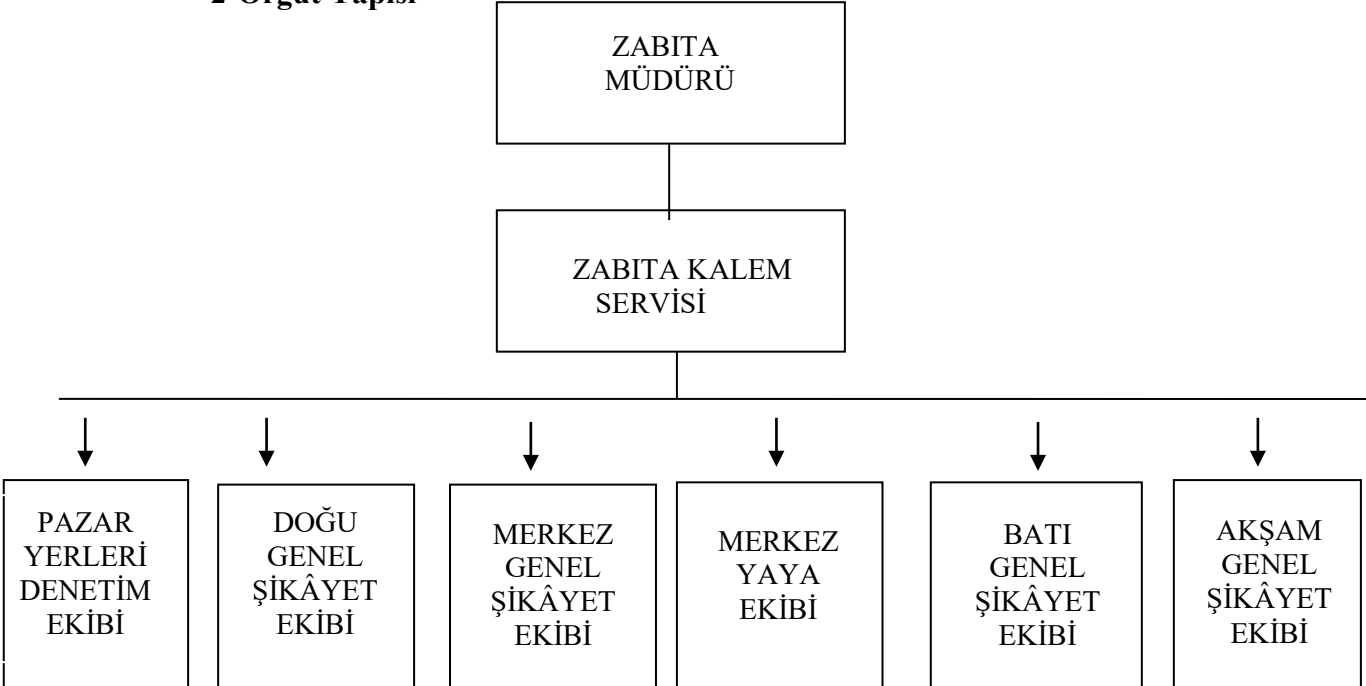 2 Örgüt Yapısı
ZABITA
MÜDÜRÜ
ZABITA KALEM
SERVİSİ
PAZAR
YERLERİ
DENETİM
EKİBİ
DOĞU
GENEL
ŞİKÂYET
EKİBİ
MERKEZ
GENEL
ŞİKÂYET
EKİBİ
MERKEZ
YAYA
EKİBİ
BATI
GENEL
ŞİKÂYET
EKİBİ
AKŞAM
GENEL
ŞİKÂYET
EKİBİ